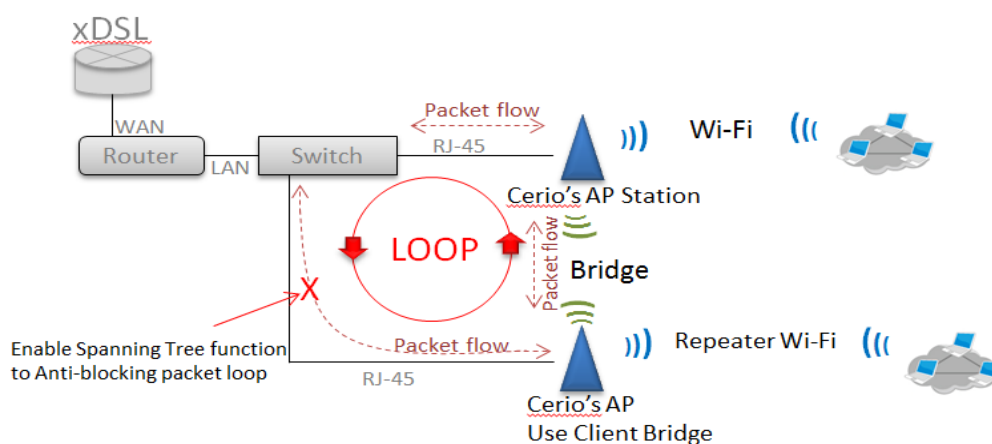 xDSL
WAN
Router
LAN
Switch
Packet flow
RJ-45
Wi-Fi
Cerio's AP Station
LOOP
Packet flow
Bridge
X
Enable Spanning Tree function
to Anti-blocking packet loop
Packet flow
RJ-45
Repeater Wi-Fi
Cerio's AP
Use Client Bridge